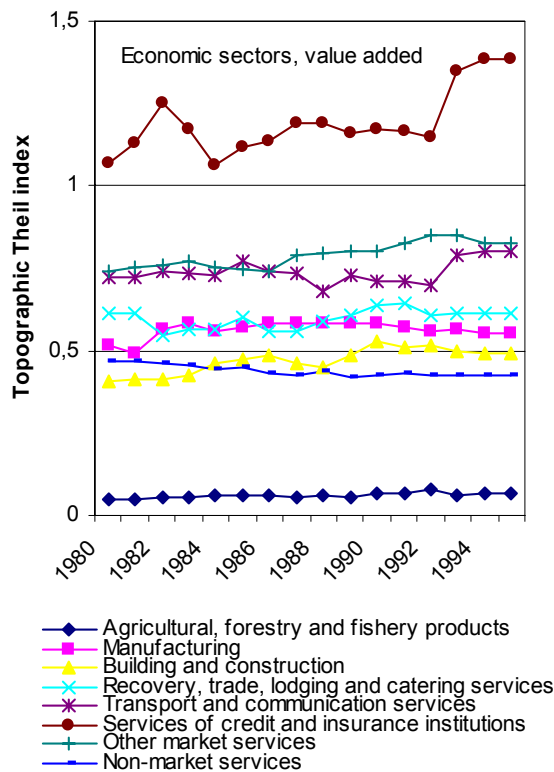 1,5
Economic sectors, value added
1
0,5
0
Topographic Theil index
1980
1982
1984
1986
1988
1990
1992
1994
Agricultural, forestry and fishery products
Manufacturing
Building and construction
Recovery, trade, lodging and catering services
Transport and communication services
Services of credit and insurance institutions
Other market services
Non-market services